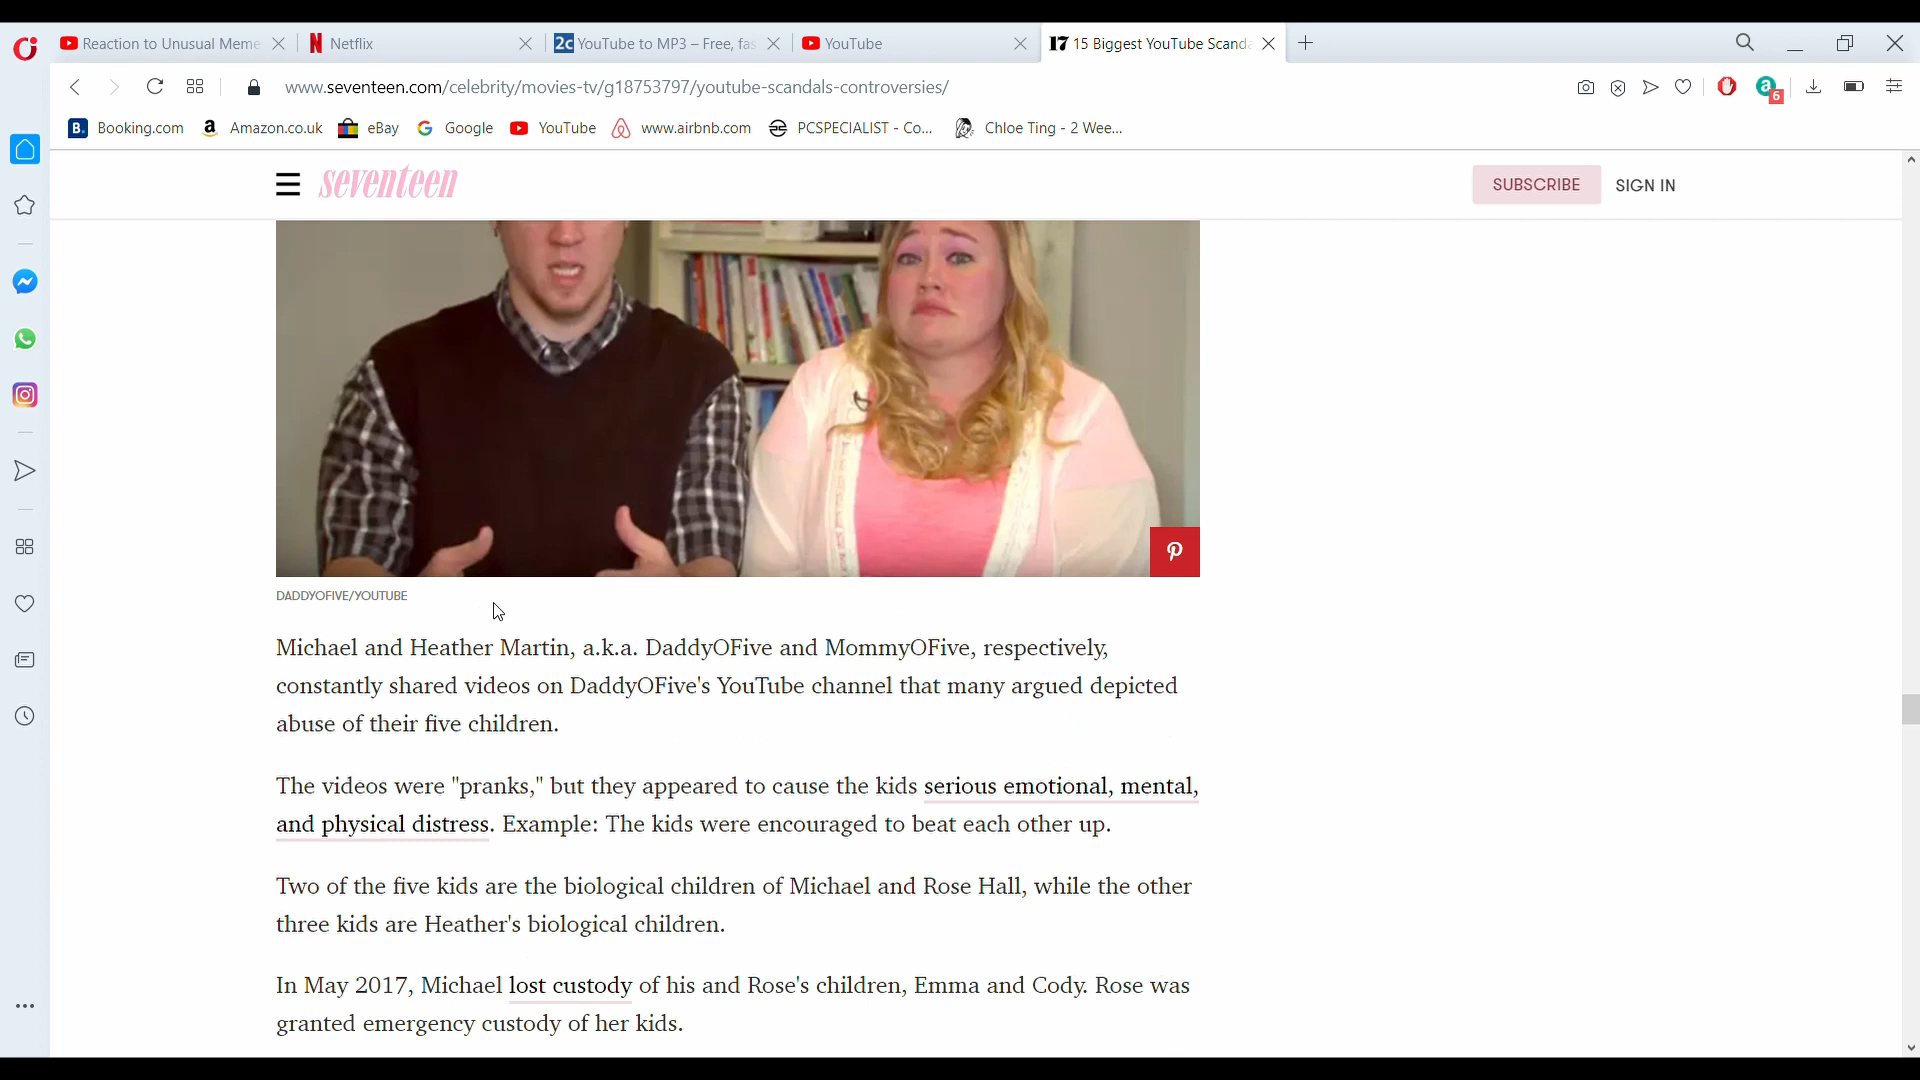 Reaction to Unusual Meme
Netflix
2c YouTube to MP3 – Free, fas
YouTube
17 15 Biggest YouTube Scanda
www.seventeen.com/celebrity/movies-tv/g18753797/youtube-scandals-controversies/
6
B. Booking.com
a Amazon.co.uk
eBay
G Google
YouTube
www.airbnb.com
PCSPECIALIST - Co...
Chloe Ting - 2 Wee...
seventeen
SUBSCRIBE
SIGN IN
DADDYOFIVE/YOUTUBE
Michael and Heather Martin, a.k.a. DaddyOFive and MommyOFive, respectively,
constantly shared videos on DaddyOFive's YouTube channel that many argued depicted
abuse of their five children.
The videos were "pranks," but they appeared to cause the kids serious emotional, mental,
and physical distress. Example: The kids were encouraged to beat each other up.
Two of the five kids are the biological children of Michael and Rose Hall, while the other
three kids are Heather's biological children.
In May 2017, Michael lost custody of his and Rose's children, Emma and Cody. Rose was
granted emergency custody of her kids.